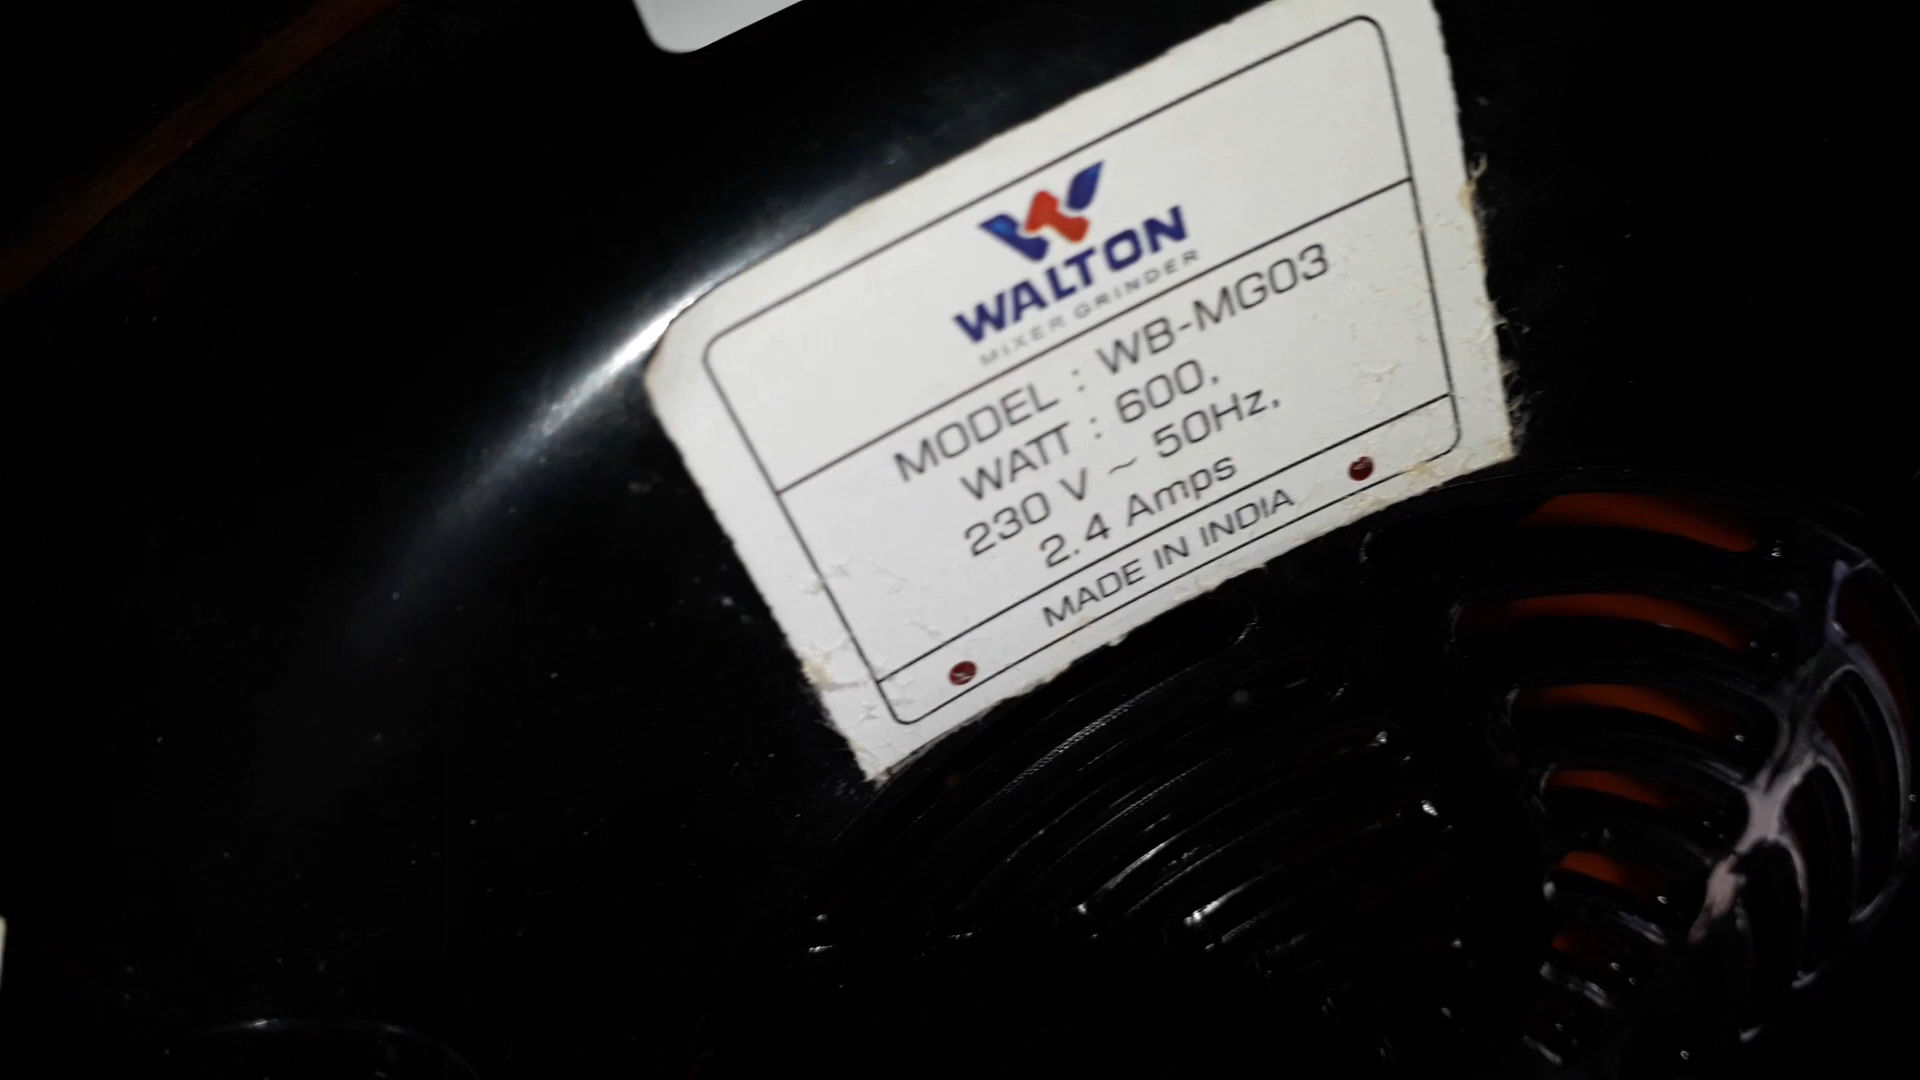 WALTON
MIXER GRINDER
MODEL : WB-MG03
WATT : 600,
230 V ~ 50Hz,
2.4 Amps
MADE IN INDIA